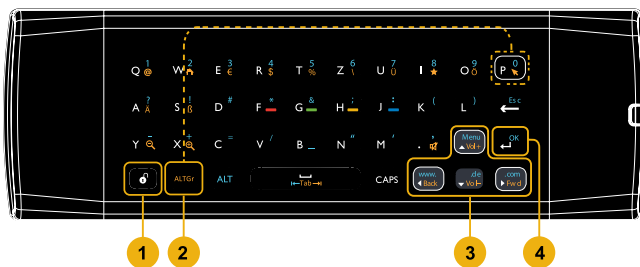 Q 1 @ W 2 E 3 € R 4 $ T 5 % Z 6 \ U 7 Ü I 8 O 9 Ö P 0
A ? Ä S ! ß D # F * G & H ; J : K ( L ) Esc
Y - X + C = V / B _ N " M ' . , Menu Vol+ OK
ALTGr ALT Tab CAPS www. Back .de Vol- .com Fwd
1 2 3 4